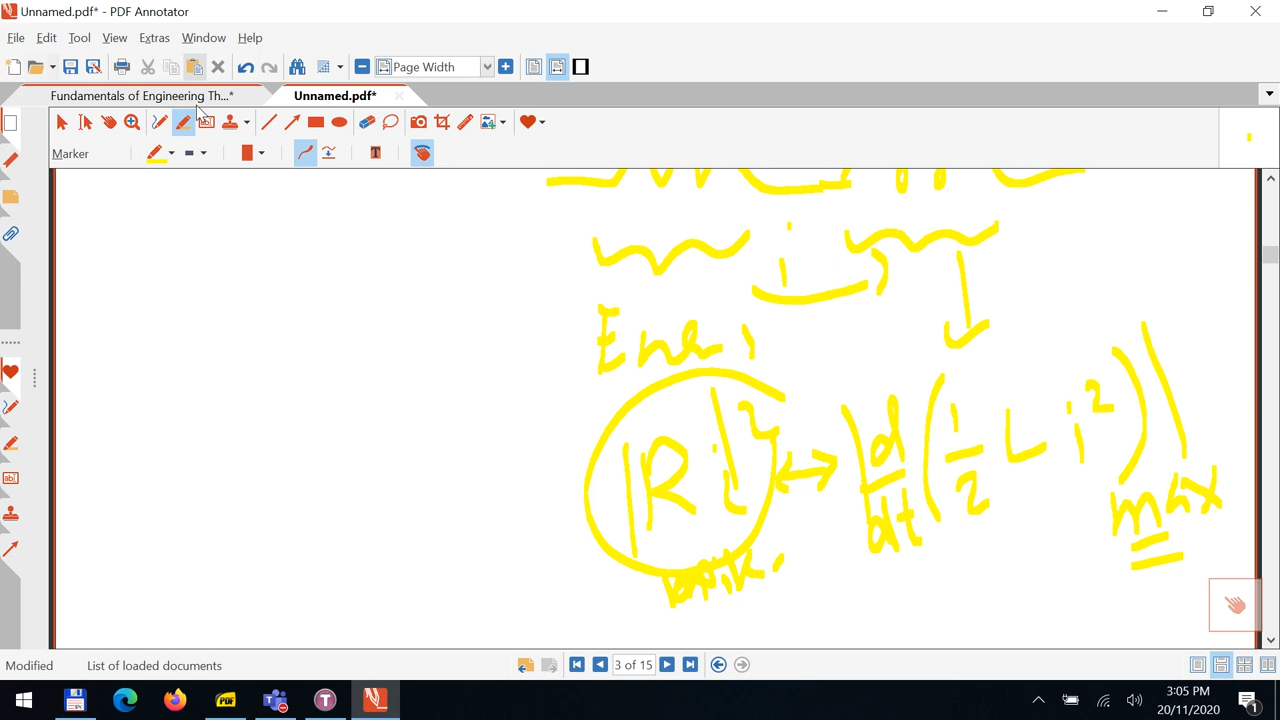 Unnamed.pdf* - PDF Annotator
File Edit Tool View Extras Window Help
Page Width
Fundamentals of Engineering Th...* Unnamed.pdf*
Marker
i
Ene.
|Ri|² ↔ |d/dt (1/2 L i²)|
max
Modified List of loaded documents 3 of 15
3:05 PM
20/11/2020